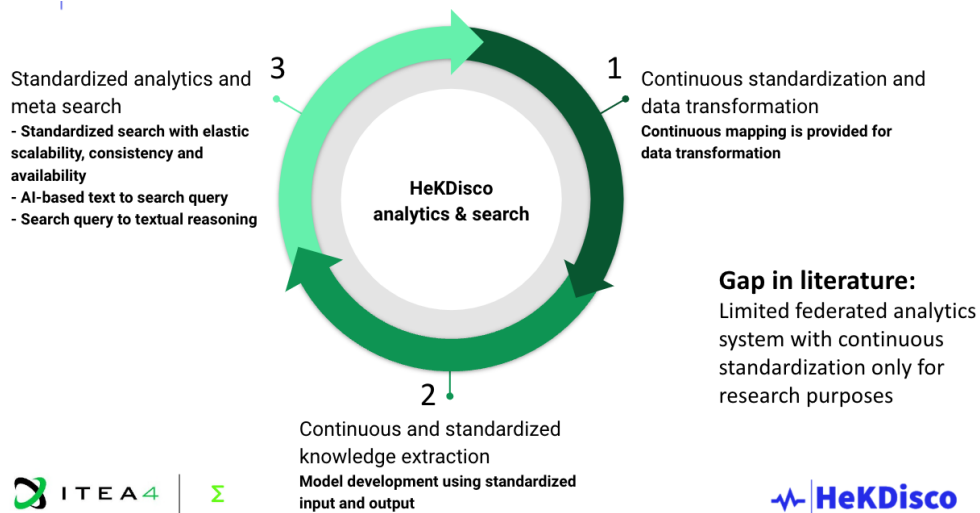 3
Standardized analytics and
meta search
- Standardized search with elastic
scalability, consistency and
availability
- AI-based text to search query
- Search query to textual reasoning
HeKDisco
analytics & search
1
Continuous standardization and
data transformation
Continuous mapping is provided for
data transformation
Gap in literature:
Limited federated analytics
system with continuous
standardization only for
research purposes
2
Continuous and standardized
knowledge extraction
Model development using standardized
input and output
ITEA4
Σ
HeKDisco